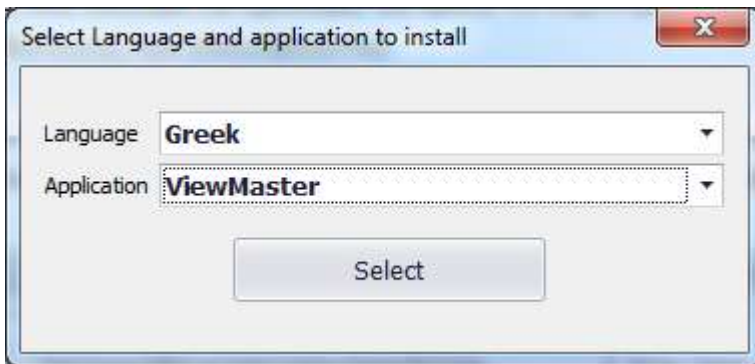 Select Language and application to install
Language Greek
Application ViewMaster
Select